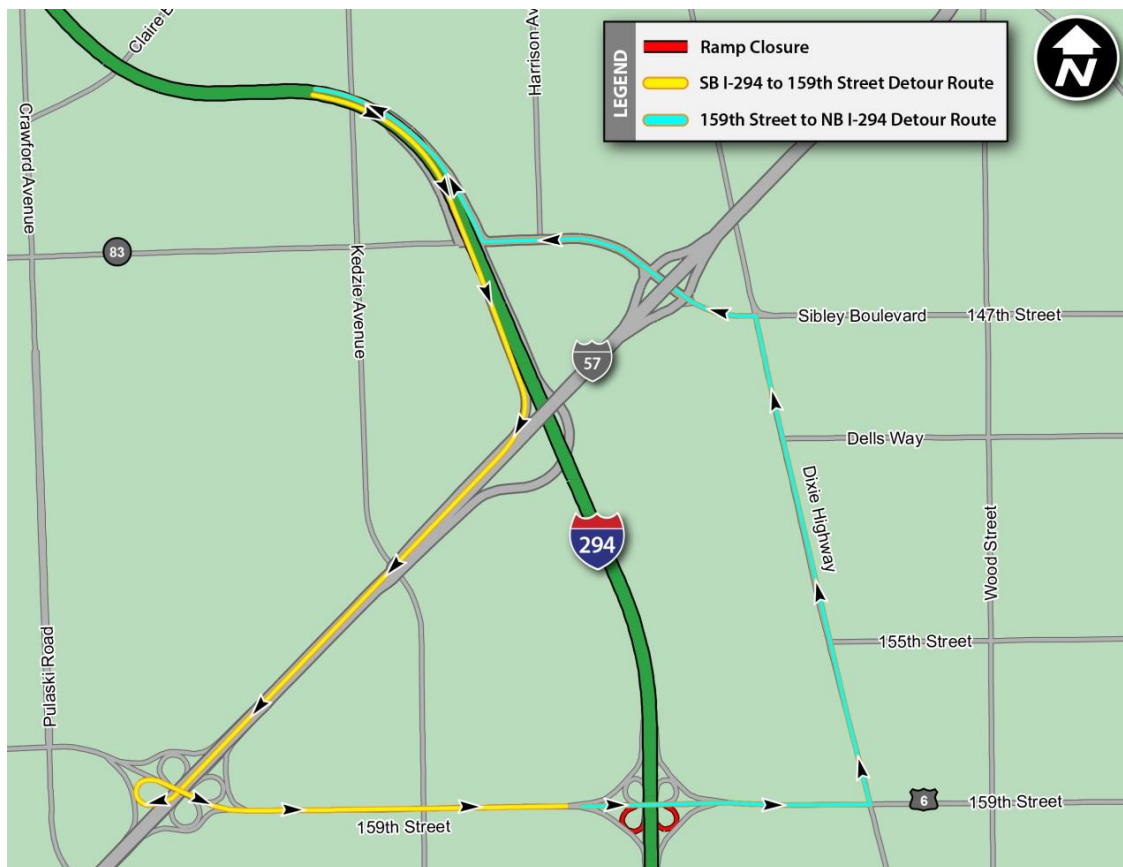 Claire B
Harrison Av
LEGEND
Ramp Closure
SB I-294 to 159th Street Detour Route
159th Street to NB I-294 Detour Route
N
Crawford Avenue
83
Kedzie Avenue
Sibley Boulevard
147th Street
57
Dells Way
Dixie Highway
294
Wood Street
155th Street
Pulaski Road
159th Street
6
159th Street